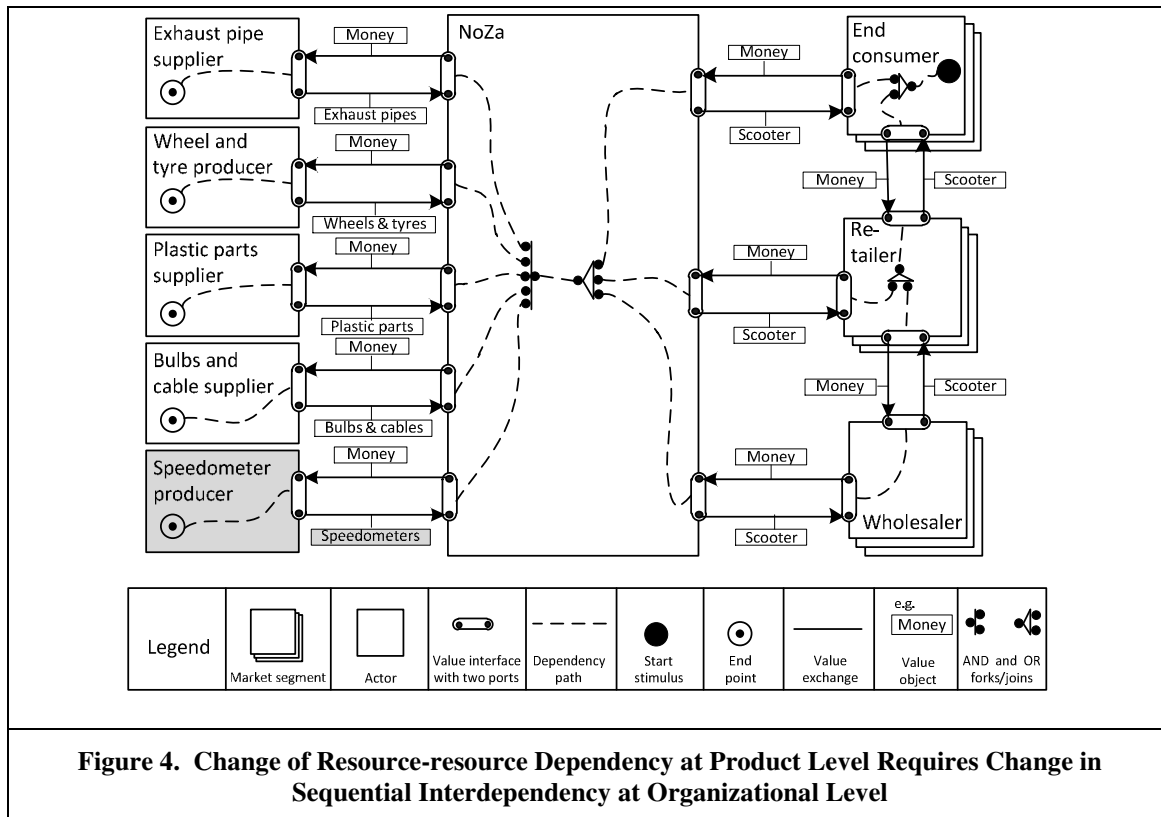 Exhaust pipe
supplier
Money
Exhaust pipes
NoZa
Money
Scooter
End
consumer
Wheel and
tyre producer
Money
Wheels & tyres
Money
Scooter
Plastic parts
supplier
Money
Plastic parts
Money
Scooter
Re-
tailer
Bulbs and
cable supplier
Money
Bulbs & cables
Money
Scooter
Speedometer
producer
Money
Speedometers
Money
Scooter
Wholesaler
Legend
Market segment
Actor
Value interface
with two ports
Dependency
path
Start
stimulus
End
point
Value
exchange
e.g.
Money
Value
object
AND and OR
forks/joins
Figure 4. Change of Resource-resource Dependency at Product Level Requires Change in
Sequential Interdependency at Organizational Level